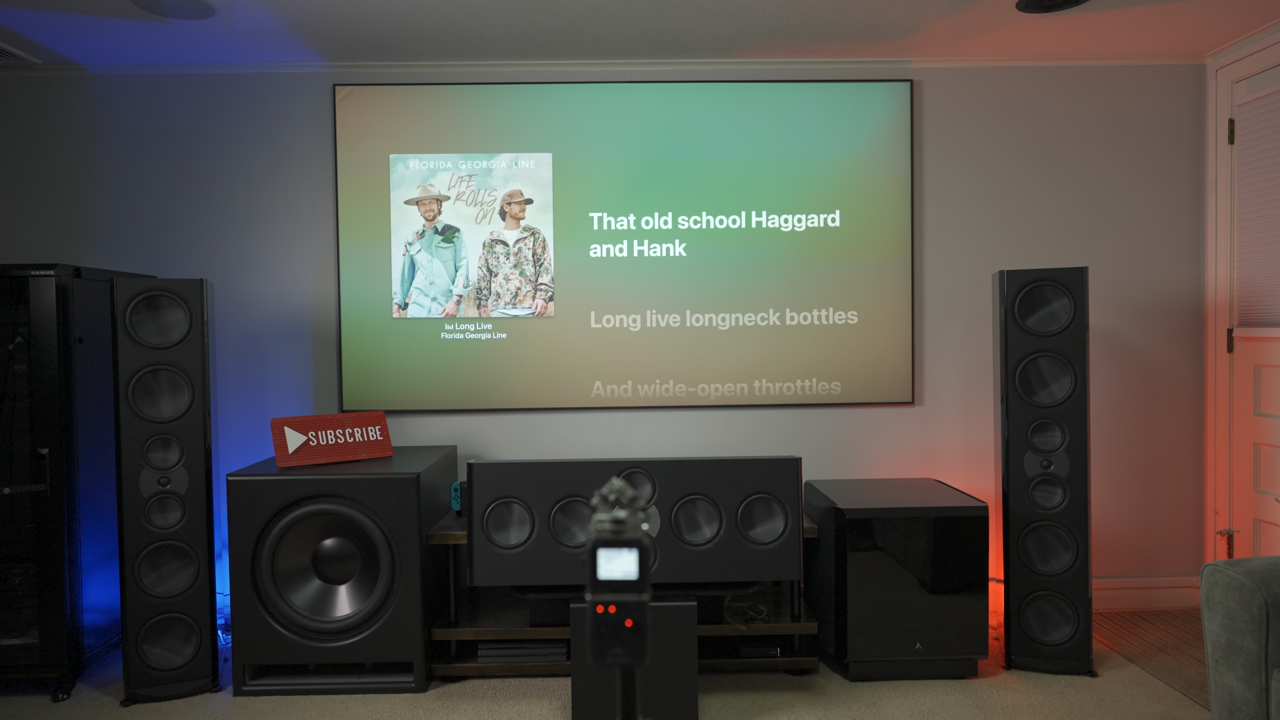 FLORIDA GEORGIA LINE
LIFE
ROLLS
ON
Long Live
Florida Georgia Line
That old school Haggard
and Hank
Long live longneck bottles
And wide-open throttles
SUBSCRIBE